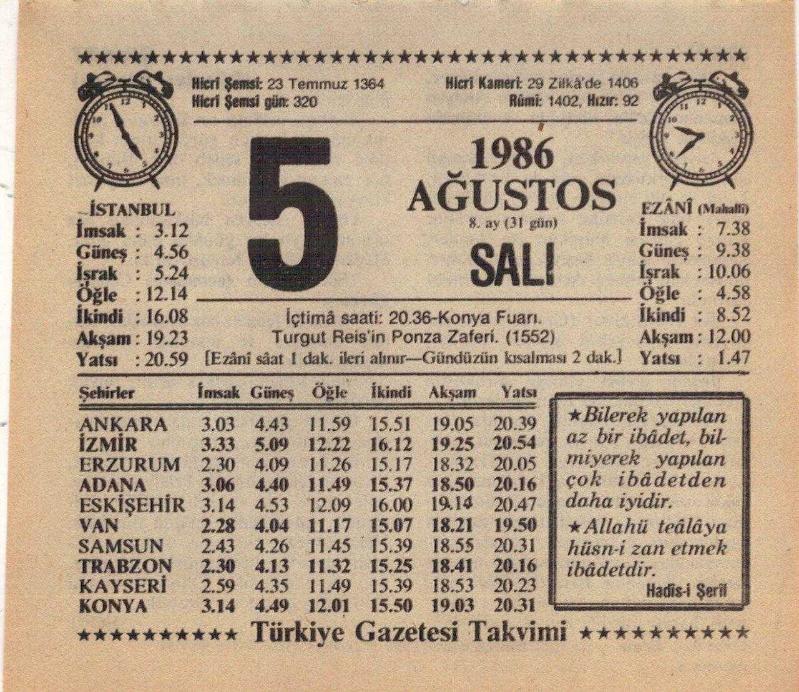 Hicrî Şemsî: 23 Temmuz 1364
Hicrî Şemsî gün: 320
Hicrî Kamerî: 29 Zilkâ'de 1406
Rûmi: 1402, Hızır: 92
5
1986
AĞUSTOS
8. ay (31 gün)
SALI
İSTANBUL
İmsak : 3.12
Güneş : 4.56
İşrak : 5.24
Öğle : 12.14
İkindi : 16.08
Akşam : 19.23
Yatsı : 20.59
EZÂNÎ (Mahallî)
İmsak : 7.38
Güneş : 9.38
İşrak : 10.06
Öğle : 4.58
İkindi : 8.52
Akşam : 12.00
Yatsı : 1.47
İçtimâ saati: 20.36-Konya Fuarı.
Turgut Reis'in Ponza Zaferi. (1552)
[Ezânî sâat 1 dak. ileri alınır—Gündüzün kısalması 2 dak.]
Şehirler İmsak Güneş Öğle İkindi Akşam Yatsı
ANKARA 3.03 4.43 11.59 15.51 19.05 20.39
İZMİR 3.33 5.09 12.22 16.12 19.25 20.54
ERZURUM 2.30 4.09 11.26 15.17 18.32 20.05
ADANA 3.06 4.40 11.49 15.37 18.50 20.16
ESKİŞEHİR 3.14 4.53 12.09 16.00 19.14 20.47
VAN 2.28 4.04 11.17 15.07 18.21 19.50
SAMSUN 2.43 4.26 11.45 15.39 18.55 20.31
TRABZON 2.30 4.13 11.32 15.25 18.41 20.16
KAYSERİ 2.59 4.35 11.49 15.39 18.53 20.23
KONYA 3.14 4.49 12.01 15.50 19.03 20.31
★Bilerek yapılan
az bir ibâdet, bil-
miyerek yapılan
çok ibâdetden
daha iyidir.
★Allahü teâlâya
hüsn-i zan etmek
ibâdetdir.
Hadîs-i Şerîf
Türkiye Gazetesi Takvimi